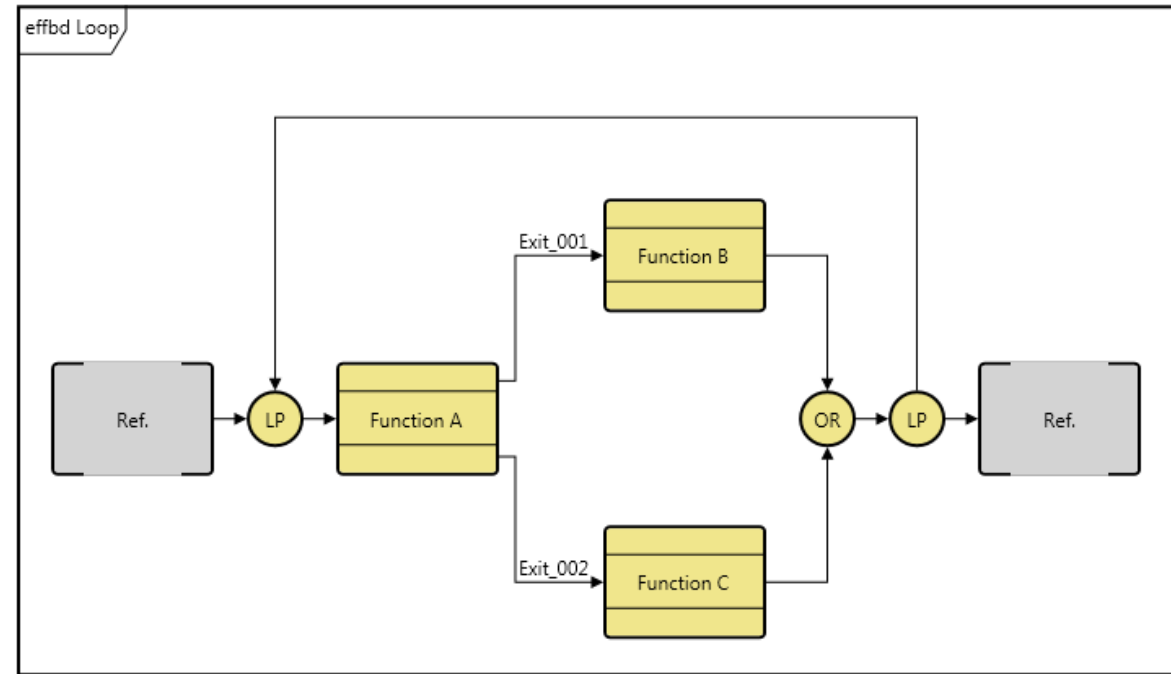 effbd Loop
Exit_001
Function B
Ref.
LP
Function A
OR
LP
Ref.
Exit_002
Function C